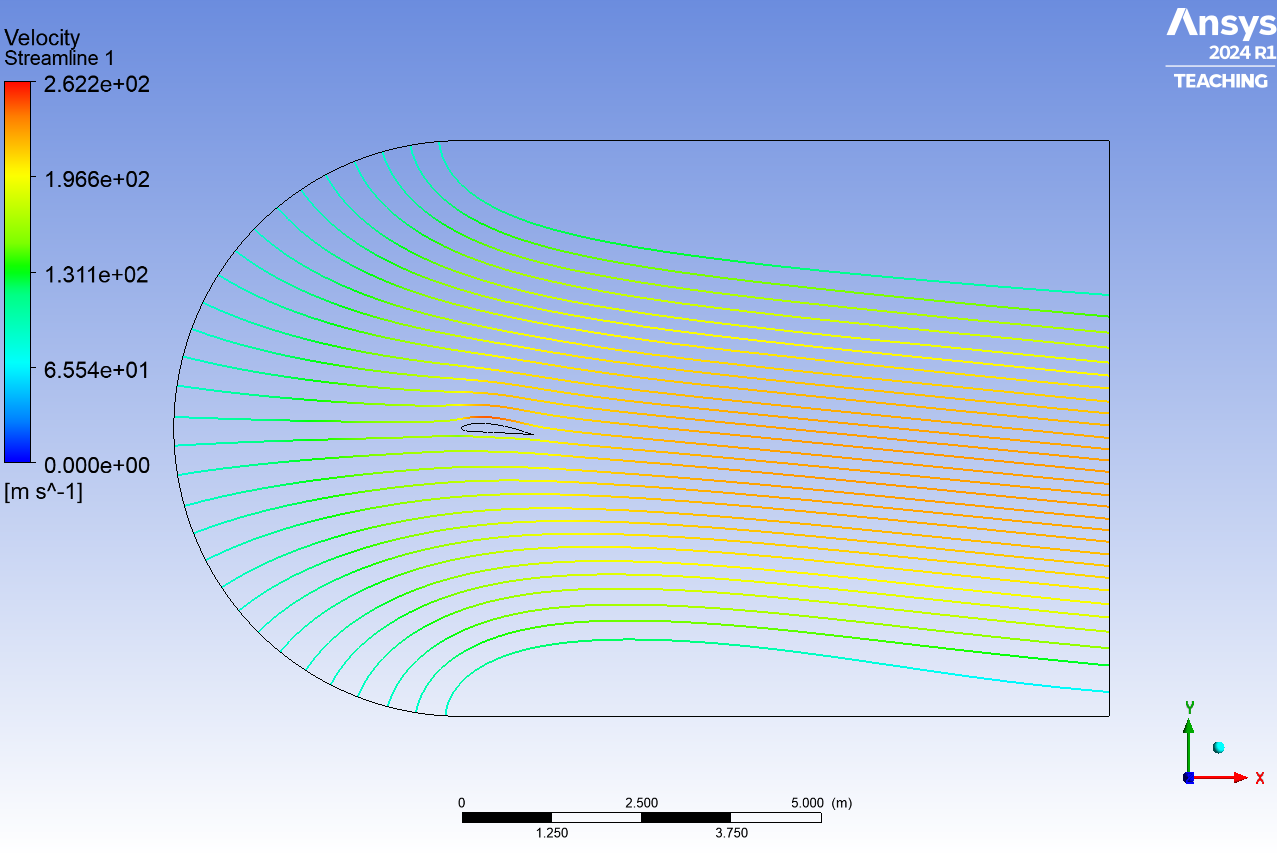 Velocity
Streamline 1
2.622e+02
1.966e+02
1.311e+02
6.554e+01
0.000e+00
[m s^-1]
Ansys
2024 R1
TEACHING
Y
X
0 2.500 5.000 (m)
1.250 3.750